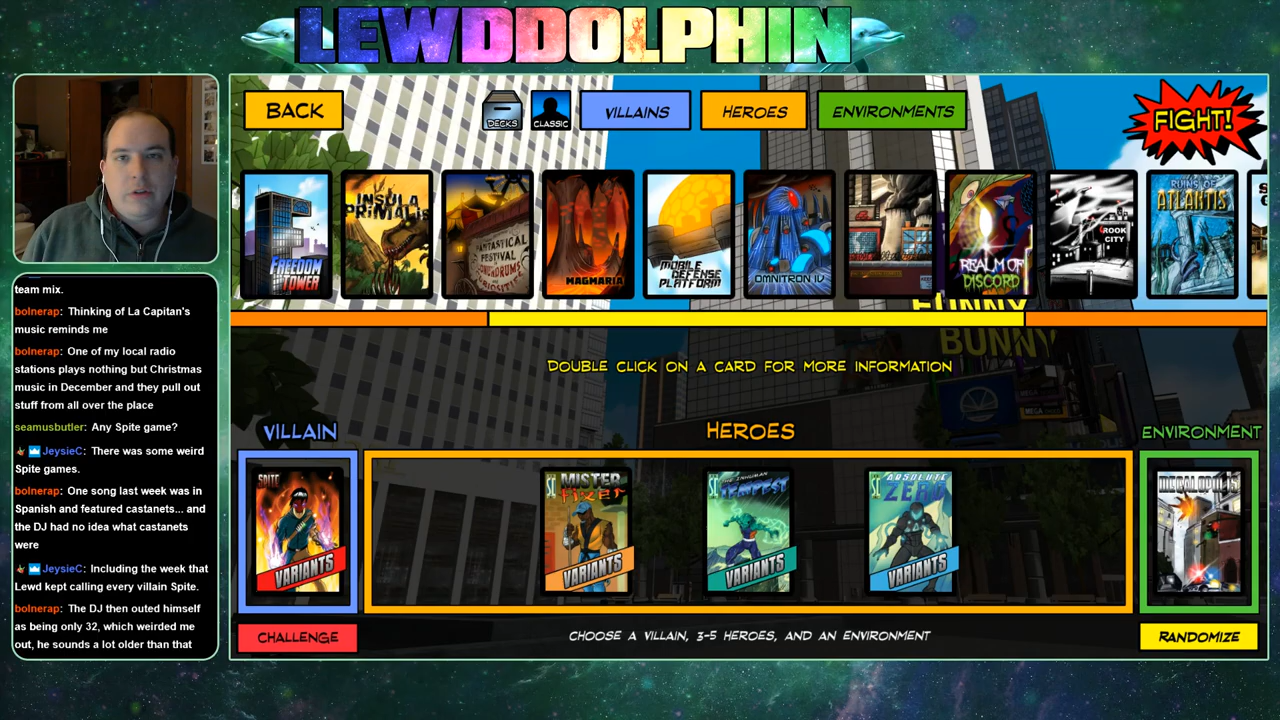 LEWDDOLPHIN
BACK
DECKS
CLASSIC
VILLAINS
HEROES
ENVIRONMENTS
FIGHT!
FREEDOM
TOWER
INSULA
PRIMALIS
FANTASTICAL
FESTIVAL
CONUNDRUMS
MAGMARIA
MOBILE
DEFENSE
PLATFORM
OMNITRON IV
REALM OF
DISCORD
ROOK
CITY
RUINS OF
ATLANTIS
BUNNY
DOUBLE CLICK ON A CARD FOR MORE INFORMATION
VILLAIN
HEROES
ENVIRONMENT
SPITE
VARIANTS
MISTER
FIXER
VARIANTS
TEMPEST
VARIANTS
ABSOLUTE
ZERO
VARIANTS
MEGALOPOLIS
CHALLENGE
CHOOSE A VILLAIN, 3-5 HEROES, AND AN ENVIRONMENT
RANDOMIZE
team mix.
bolnerap: Thinking of La Capitan's
music reminds me
bolnerap: One of my local radio
stations plays nothing but Christmas
music in December and they pull out
stuff from all over the place
seamusbutler: Any Spite game?
JeysieC: There was some weird
Spite games.
bolnerap: One song last week was in
Spanish and featured castanets... and
the DJ had no idea what castanets
were
JeysieC: Including the week that
Lewd kept calling every villain Spite.
bolnerap: The DJ then outed himself
as being only 32, which weirded me
out, he sounds a lot older than that